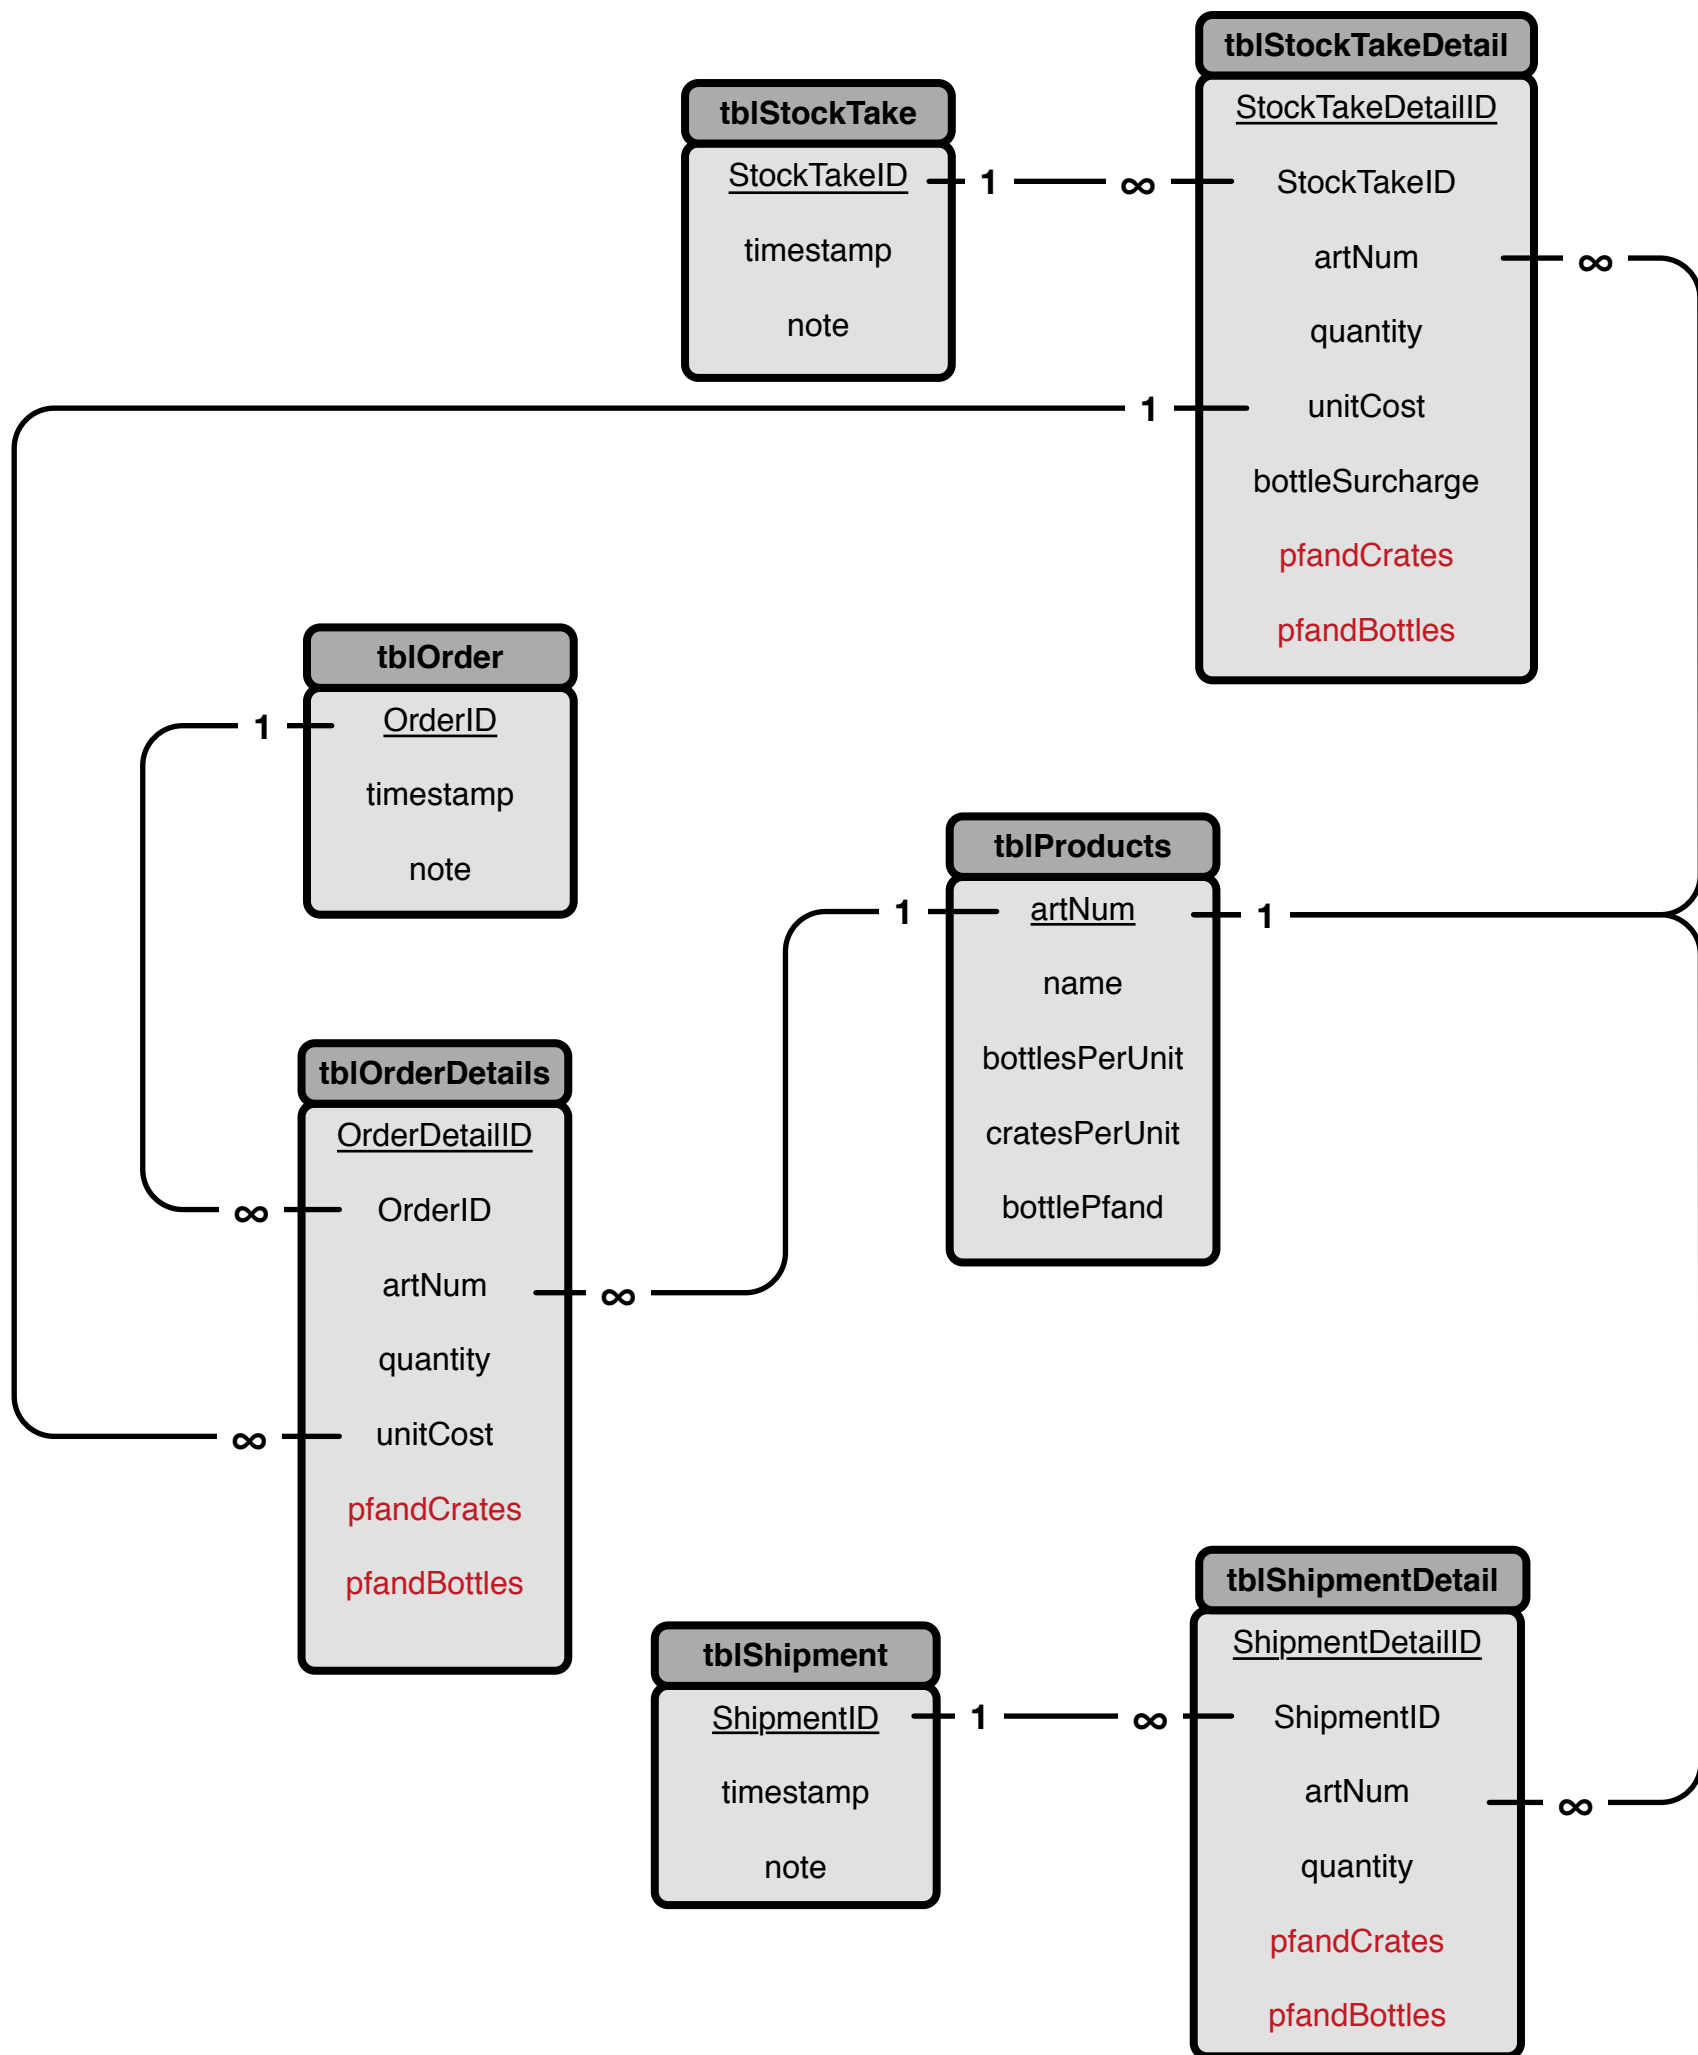 tblStockTakeDetail
StockTakeDetailID
StockTakeID
artNum
quantity
unitCost
bottleSurcharge
pfandCrates
pfandBottles
∞
tblStockTake
StockTakeID
timestamp
note
1
∞
1
tblOrder
OrderID
timestamp
note
1
tblProducts
artNum
name
bottlesPerUnit
cratesPerUnit
bottlePfand
1
1
tblOrderDetails
OrderDetailID
OrderID
artNum
quantity
unitCost
pfandCrates
pfandBottles
∞
∞
∞
tblShipment
ShipmentID
timestamp
note
1
∞
tblShipmentDetail
ShipmentDetailID
ShipmentID
artNum
quantity
pfandCrates
pfandBottles
∞